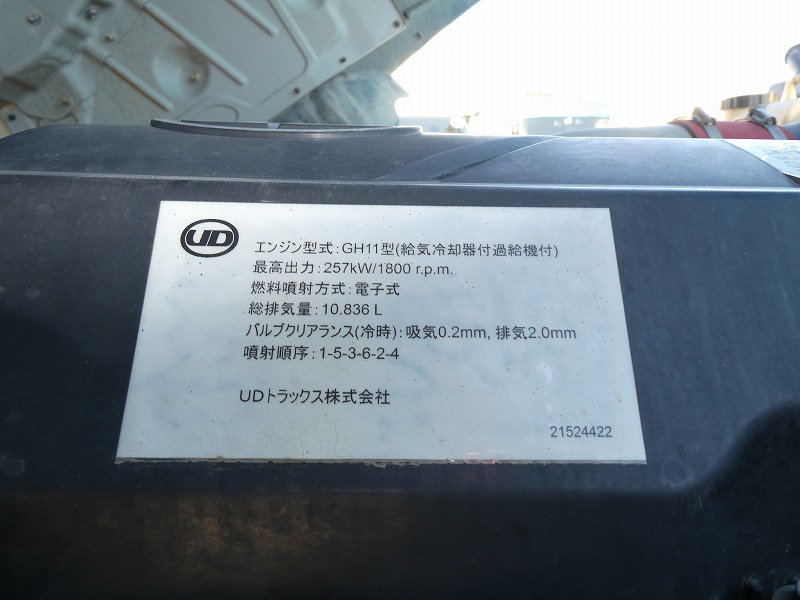 UD
エンジン型式:GH11型(給気冷却器付過給機付)
最高出力:257kW/1800 r.p.m.
燃料噴射方式:電子式
総排気量:10.836 L
バルブクリアランス(冷時):吸気0.2mm, 排気2.0mm
噴射順序:1-5-3-6-2-4
UDトラックス株式会社
21524422